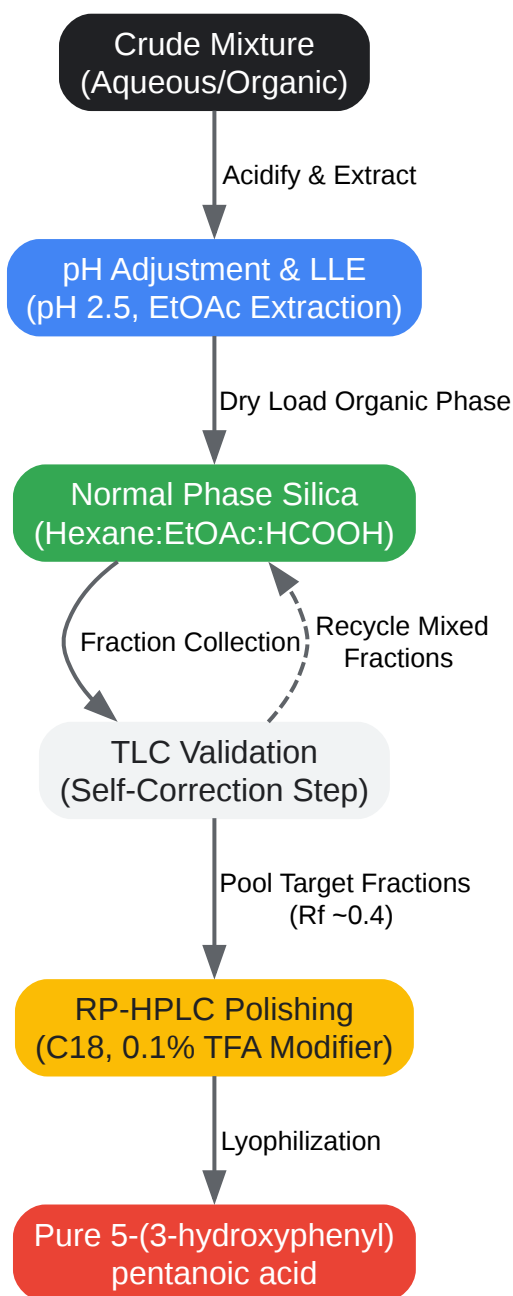 Crude Mixture
(Aqueous/Organic)
Acidify & Extract
pH Adjustment & LLE
(pH 2.5, EtOAc Extraction)
Dry Load Organic Phase
Normal Phase Silica
(Hexane:EtOAc:HCOOH)
Fraction Collection
Recycle Mixed
Fractions
TLC Validation
(Self-Correction Step)
Pool Target Fractions
(Rf ~0.4)
RP-HPLC Polishing
(C18, 0.1% TFA Modifier)
Lyophilization
Pure 5-(3-hydroxyphenyl)
pentanoic acid